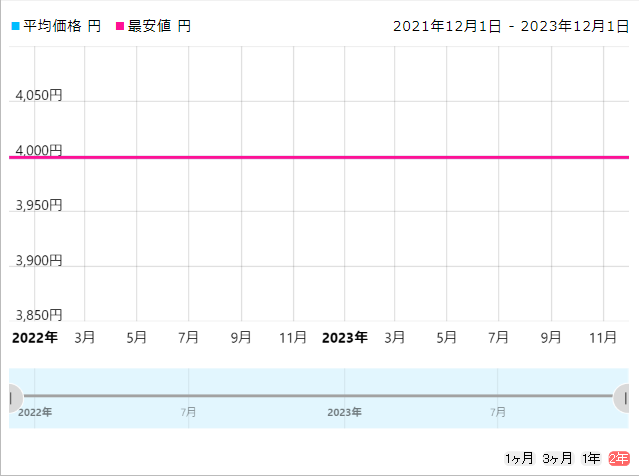 平均価格 円 最安値 円 2021年12月1日 - 2023年12月1日
4,050円
4,000円
3,950円
3,900円
3,850円
2022年 3月 5月 7月 9月 11月 2023年 3月 5月 7月 9月 11月
2022年 7月 2023年 7月
1ヶ月 3ヶ月 1年 2年